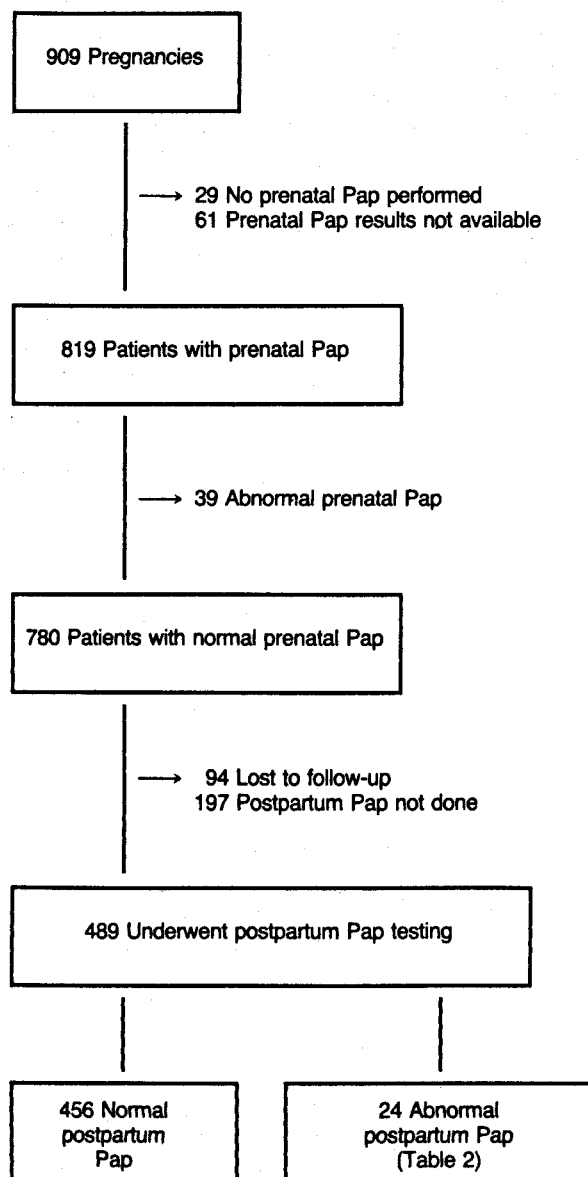 909 Pregnancies
29 No prenatal Pap performed
61 Prenatal Pap results not available
819 Patients with prenatal Pap
39 Abnormal prenatal Pap
780 Patients with normal prenatal Pap
94 Lost to follow-up
197 Postpartum Pap not done
489 Underwent postpartum Pap testing
456 Normal
postpartum
Pap
24 Abnormal
postpartum Pap
(Table 2)